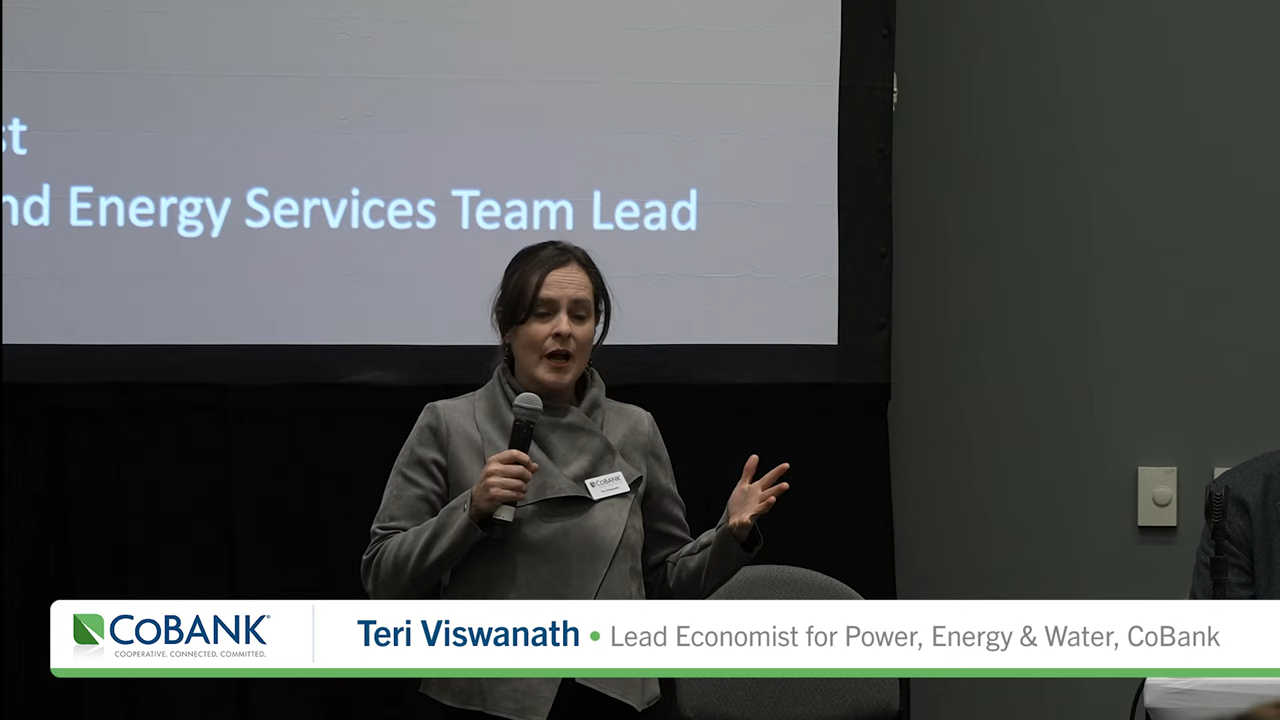 st
nd Energy Services Team Lead
COBANK
COBANK®
COOPERATIVE. CONNECTED. COMMITTED.
Teri Viswanath • Lead Economist for Power, Energy & Water, CoBank